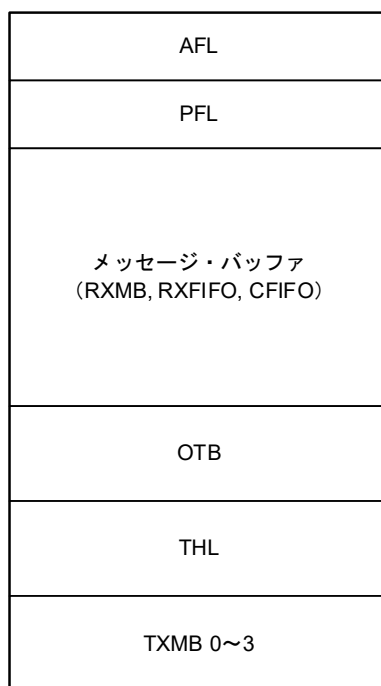 AFL
PFL
メッセージ・バッファ
（RXMB, RXFIFO, CFIFO）
OTB
THL
TXMB 0～3